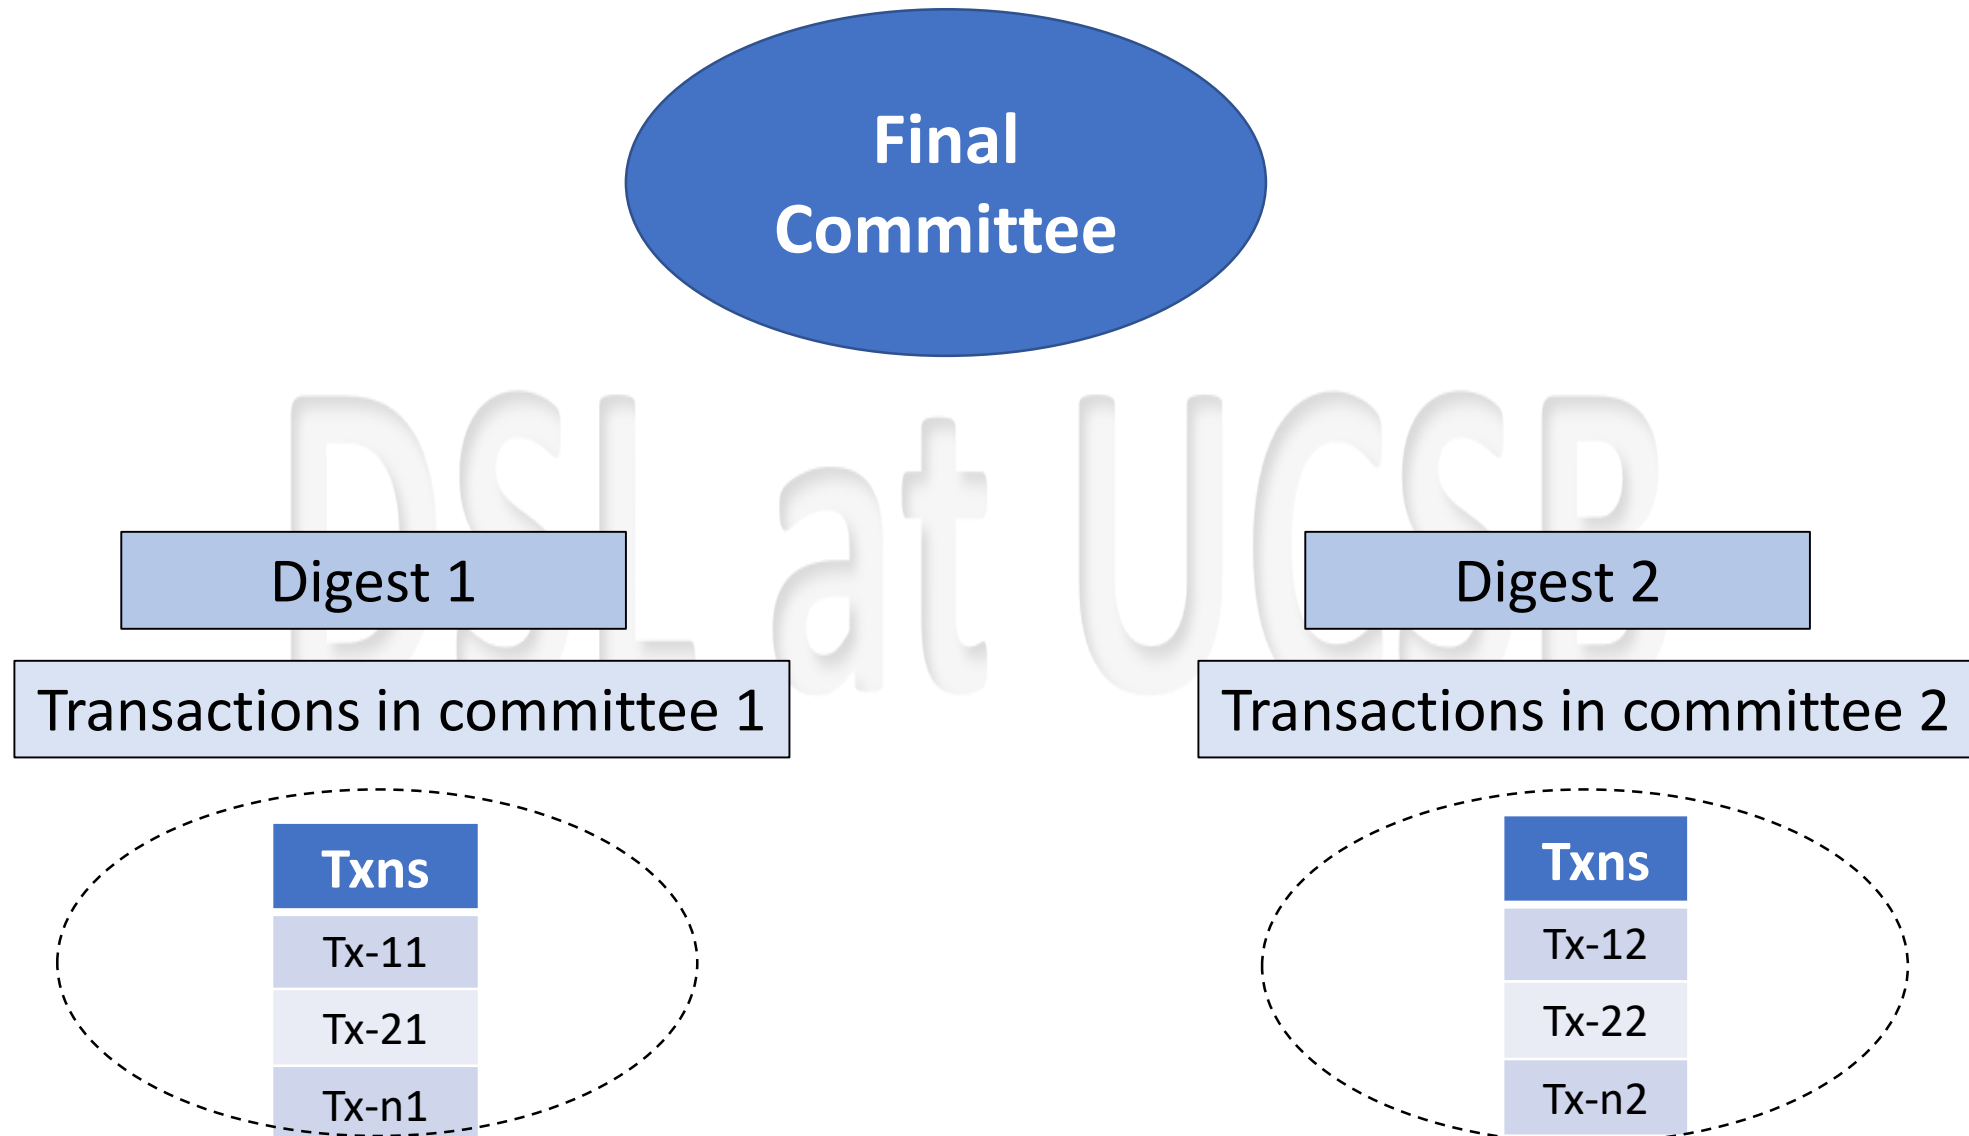 Final
Committee
DSL at UCSB
Digest 1
Digest 2
Transactions in committee 1
Transactions in committee 2
Txns
Tx-11
Tx-21
Tx-n1
Txns
Tx-12
Tx-22
Tx-n2